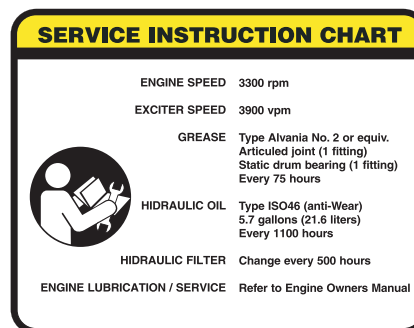 SERVICE INSTRUCTION CHART
ENGINE SPEED 3300 rpm
EXCITER SPEED 3900 vpm
GREASE Type Alvania No. 2 or equiv.
Articuled joint (1 fitting)
Static drum bearing (1 fitting)
Every 75 hours
HIDRAULIC OIL Type ISO46 (anti-Wear)
5.7 gallons (21.6 liters)
Every 1100 hours
HIDRAULIC FILTER Change every 500 hours
ENGINE LUBRICATION / SERVICE Refer to Engine Owners Manual